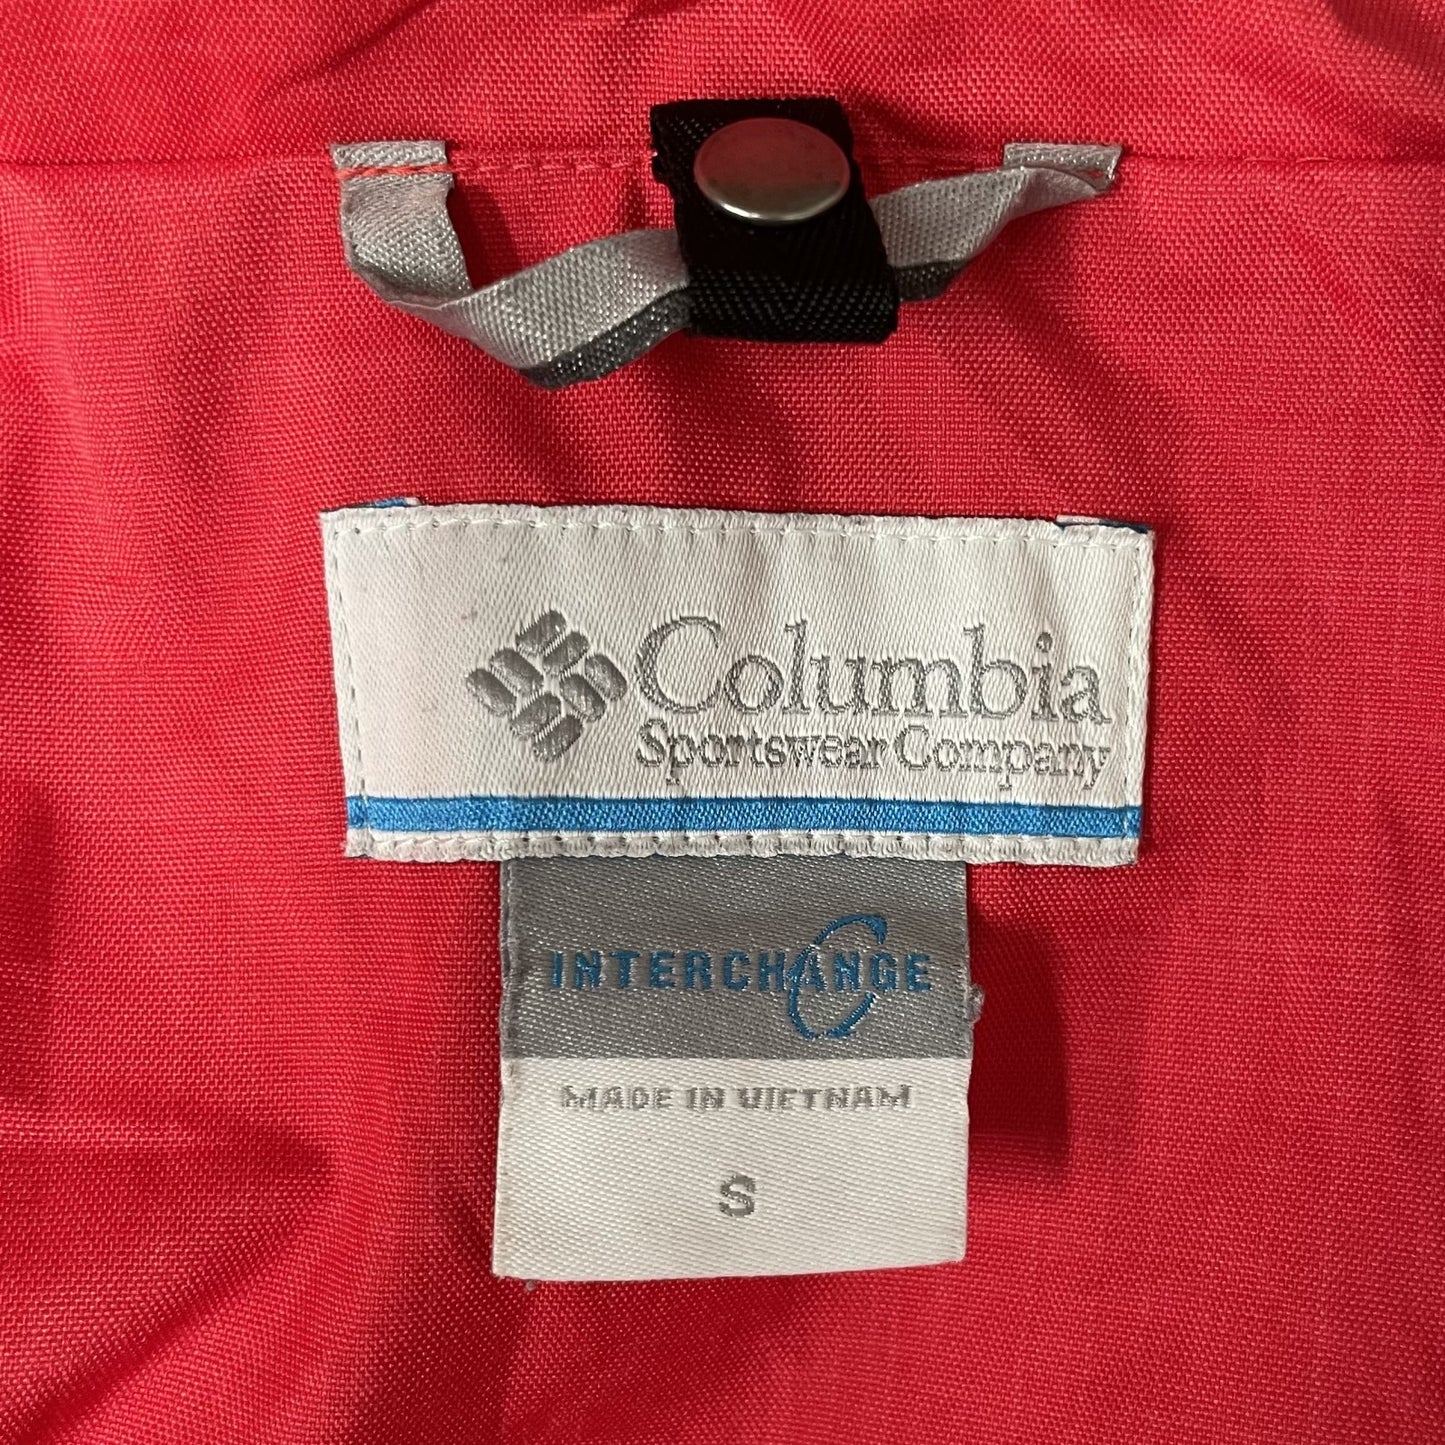 Columbia
Sportswear Company
INTERCHANGE
MADE IN VIETNAM
S